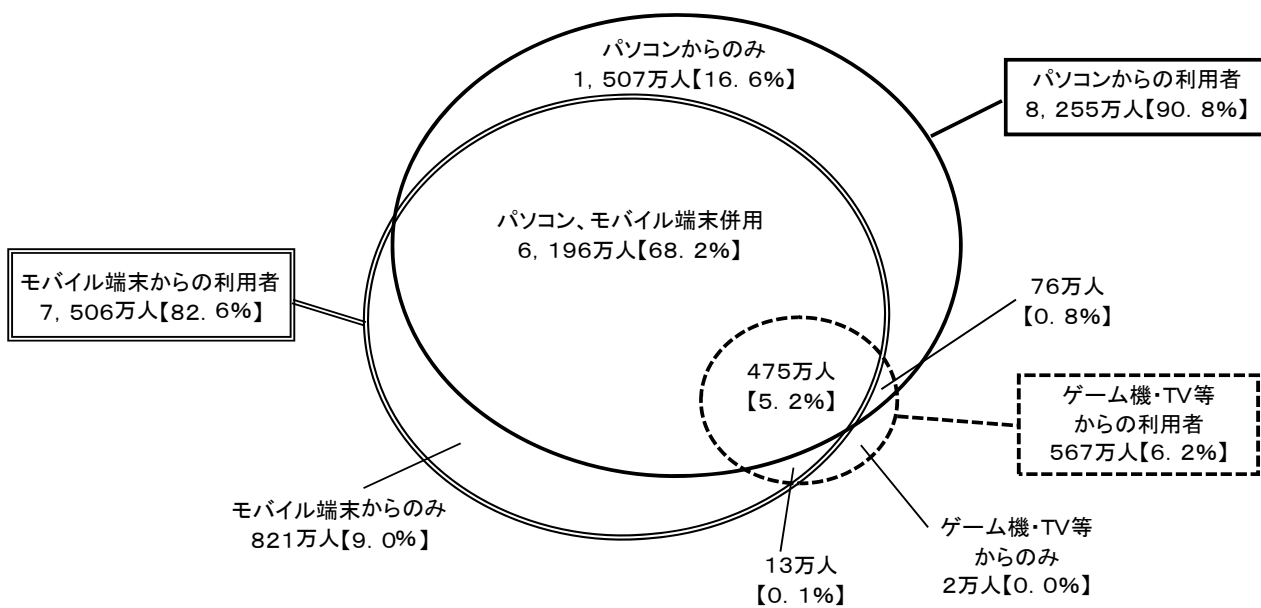 パソコンからのみ
1，507万人【16．6%】
パソコンからの利用者
8，255万人【90．8%】
パソコン、モバイル端末併用
6，196万人【68．2%】
モバイル端末からの利用者
7，506万人【82．6%】
76万人
【0．8%】
475万人
【5．2%】
ゲーム機・TV等
からの利用者
567万人【6．2%】
モバイル端末からのみ
821万人【9．0%】
ゲーム機・TV等
からのみ
2万人【0．0%】
13万人
【0．1%】